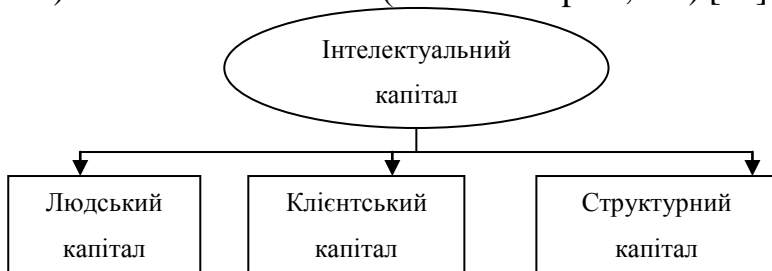 Інтелектуальний
капітал
Людський
капітал
Клієнтський
капітал
Структурний
капітал